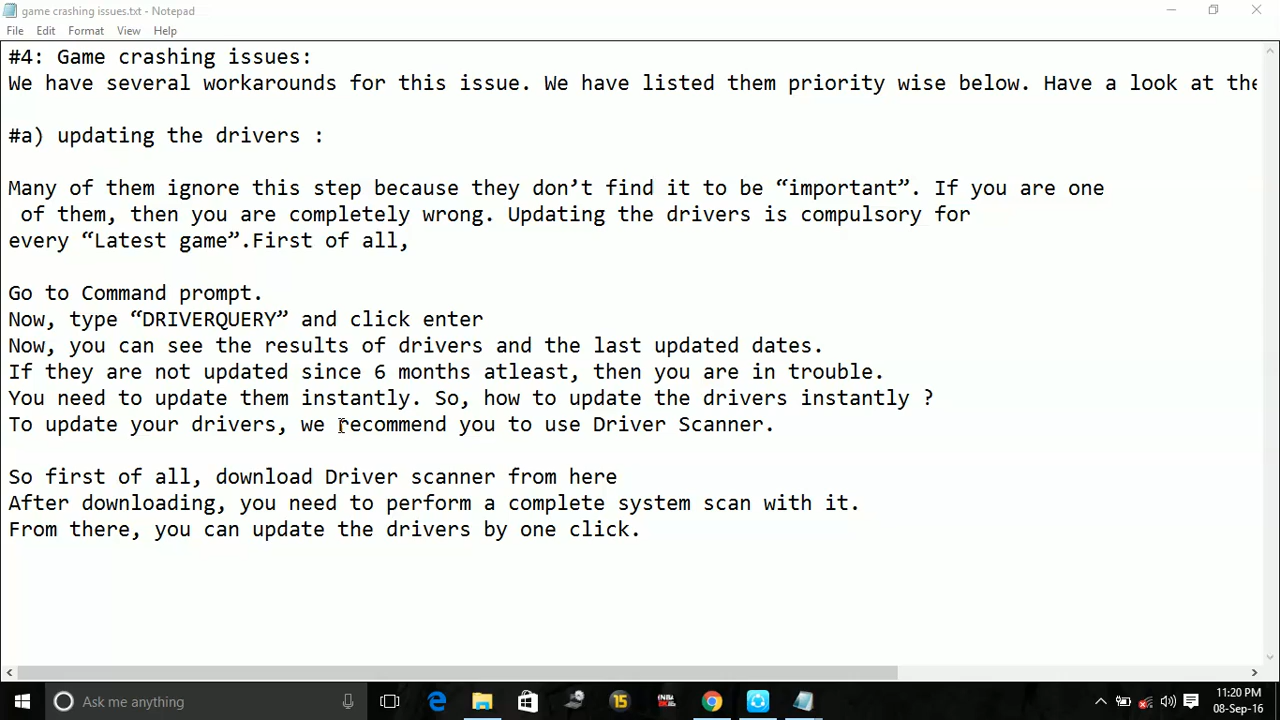 game crashing issues.txt - Notepad
File Edit Format View Help
#4: Game crashing issues:
We have several workarounds for this issue. We have listed them priority wise below. Have a look at the
#a) updating the drivers :
Many of them ignore this step because they don’t find it to be “important”. If you are one
of them, then you are completely wrong. Updating the drivers is compulsory for
every “Latest game”.First of all,
Go to Command prompt.
Now, type “DRIVERQUERY” and click enter
Now, you can see the results of drivers and the last updated dates.
If they are not updated since 6 months atleast, then you are in trouble.
You need to update them instantly. So, how to update the drivers instantly ?
To update your drivers, we recommend you to use Driver Scanner.
So first of all, download Driver scanner from here
After downloading, you need to perform a complete system scan with it.
From there, you can update the drivers by one click.
Ask me anything
15
11:20 PM
08-Sep-16